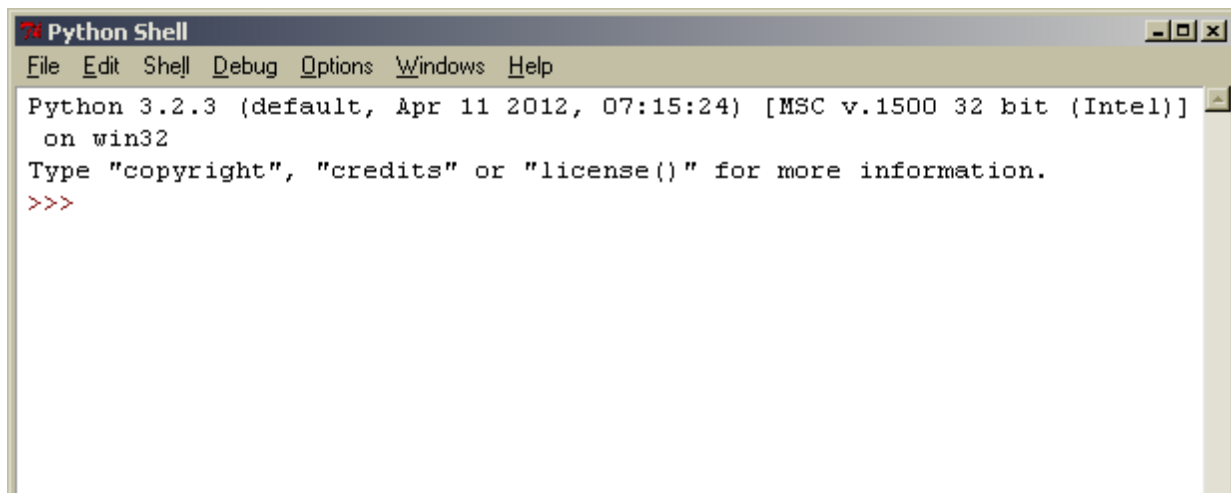 Python Shell
File Edit Shell Debug Options Windows Help
Python 3.2.3 (default, Apr 11 2012, 07:15:24) [MSC v.1500 32 bit (Intel)]
on win32
Type "copyright", "credits" or "license()" for more information.
>>>